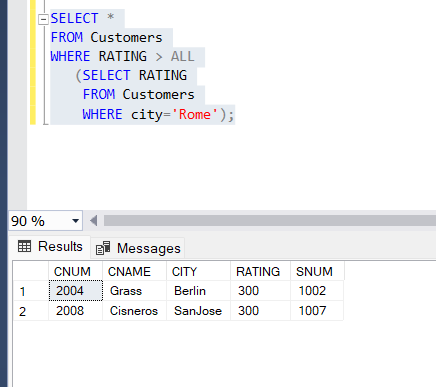 SELECT *
FROM Customers
WHERE RATING > ALL
(SELECT RATING
FROM Customers
WHERE city='Rome');
90 %
Results Messages
CNUM CNAME CITY RATING SNUM
1 2004 Grass Berlin 300 1002
2 2008 Cisneros SanJose 300 1007